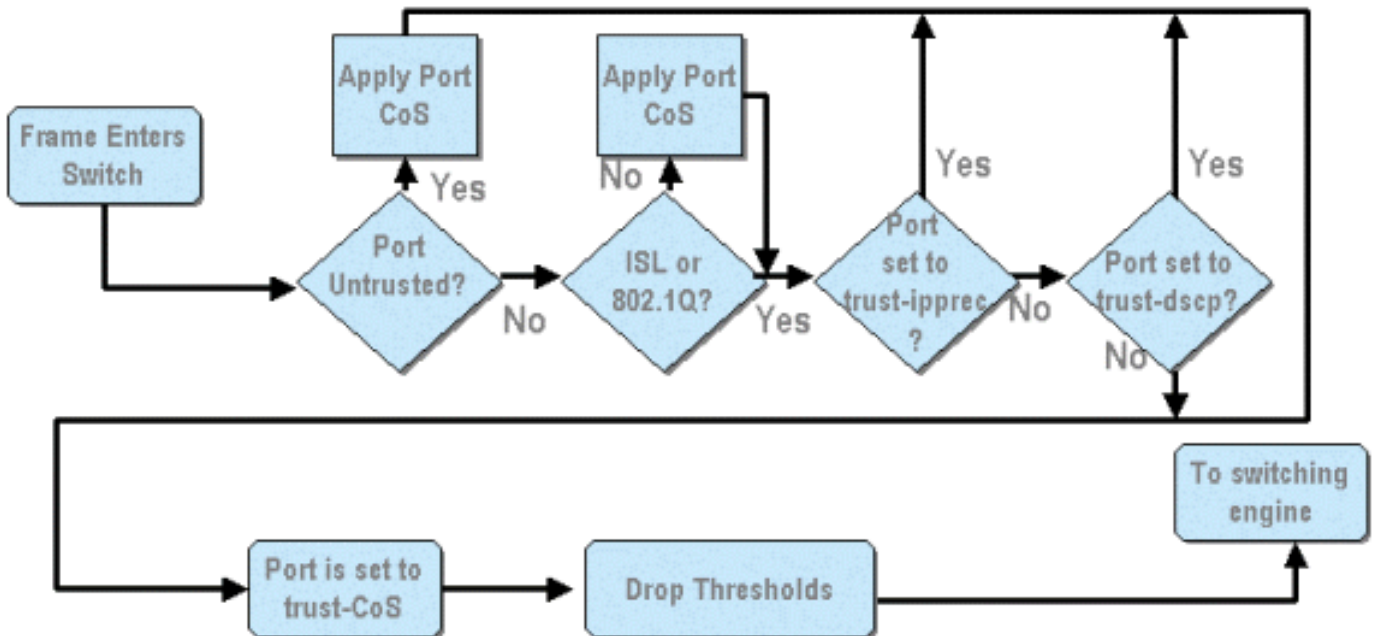 Frame Enters
Switch
Apply Port
CoS
Yes
Port
Untrusted?
No
Apply Port
CoS
No
ISL or
802.1Q?
Yes
Port
set to
trust-ipprec
?
Yes
No
Port set to
trust-dscp?
Yes
No
Port is set to
trust-CoS
Drop Thresholds
To switching
engine